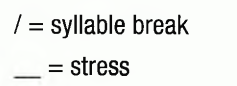 / = syllable break
__ = stress